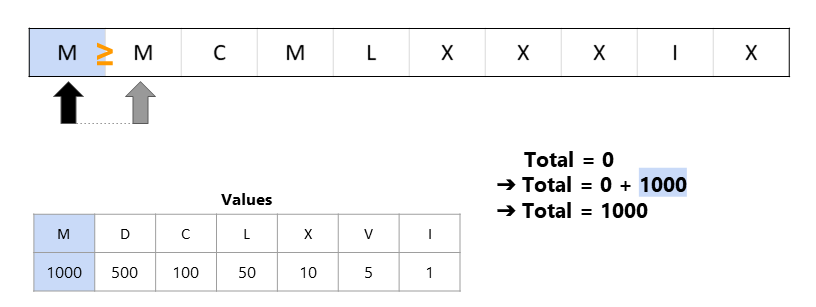 M ≥ M C M L X X X I X
Total = 0
➔ Total = 0 + 1000
➔ Total = 1000
Values
M D C L X V I
1000 500 100 50 10 5 1